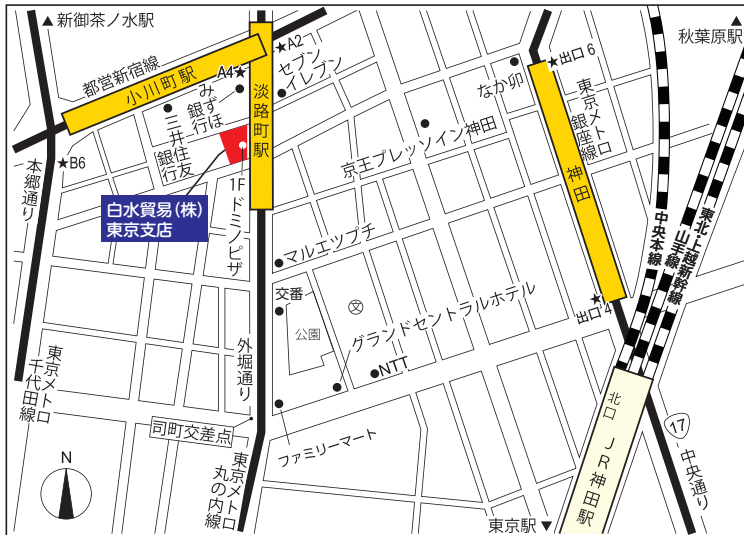 ▲新御茶ノ水駅
秋葉原駅▲
都営新宿線
小川町駅
A4★
★A2
セブン
イレブン
みずほ
銀行
三井住友
銀行
淡路町駅
なか卯
★出口6
東京メトロ
銀座線
神田
京王プレッソイン神田
★B6
本郷通り
白水貿易(株)
東京支店
1Fドミノピザ
マルエツプチ
交番
公園
文
グランドセントラルホテル
NTT
★
出口4
中央本線
山手線
東北・上越新幹線
外堀通り
東京メトロ
千代田線
司町交差点
ファミリーマート
東京メトロ
丸の内線
N
北口
JR神田駅
17
中央通り
東京駅▼